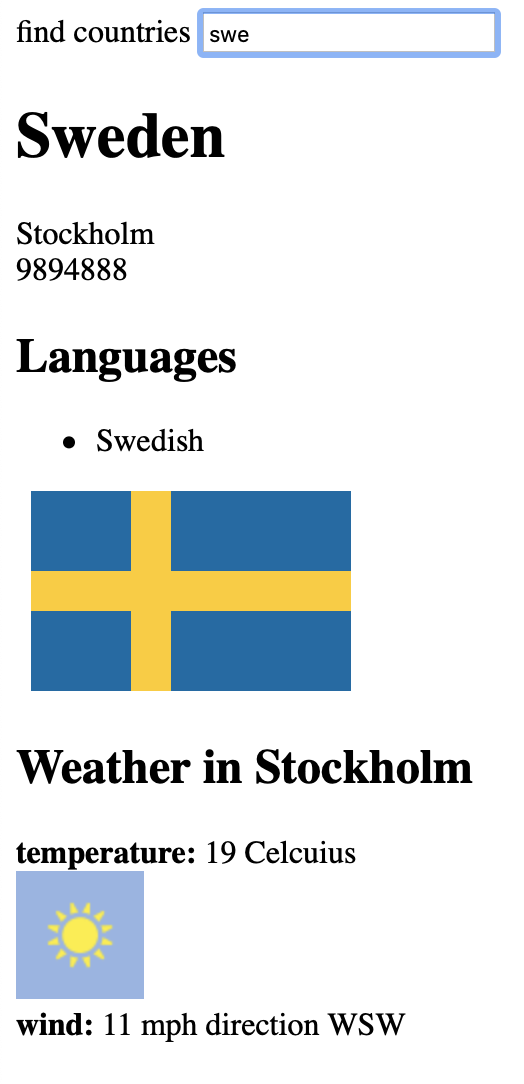 find countries swe
Sweden
Stockholm
9894888
Languages
• Swedish
Weather in Stockholm
temperature: 19 Celcuius
wind: 11 mph direction WSW